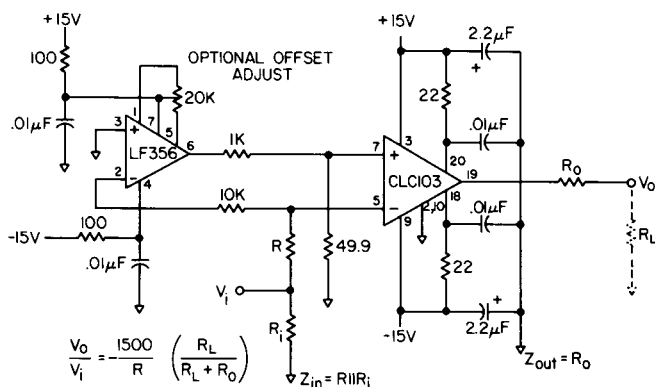 +15V
100
.01µF
OPTIONAL OFFSET
ADJUST
20K
1
7
5
3
+
LF356
6
2
−
4
1K
10K
-15V
100
.01µF
R
Vi
Ri
49.9
7
+
CLC103
5
−
3
20
19
18
2,10
9
+15V
2.2µF
+
22
.01µF
Ro
Vo
RL
.01µF
22
+
2.2µF
-15V
Vo/Vi = -1500/R (RL/(RL + Ro))
Zin = R||Ri
Zout = Ro